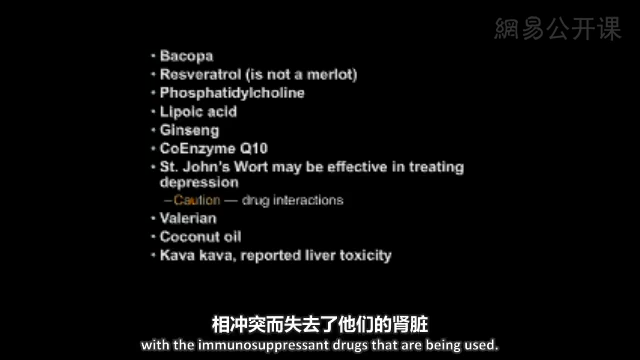 網易公开课
• Bacopa
• Resveratrol (is not a merlot)
• Phosphatidylcholine
• Lipoic acid
• Ginseng
• CoEnzyme Q10
• St. John's Wort may be effective in treating
depression
–Caution — drug interactions
• Valerian
• Coconut oil
• Kava kava, reported liver toxicity
相冲突而失去了他们的肾脏
with the immunosuppressant drugs that are being used.